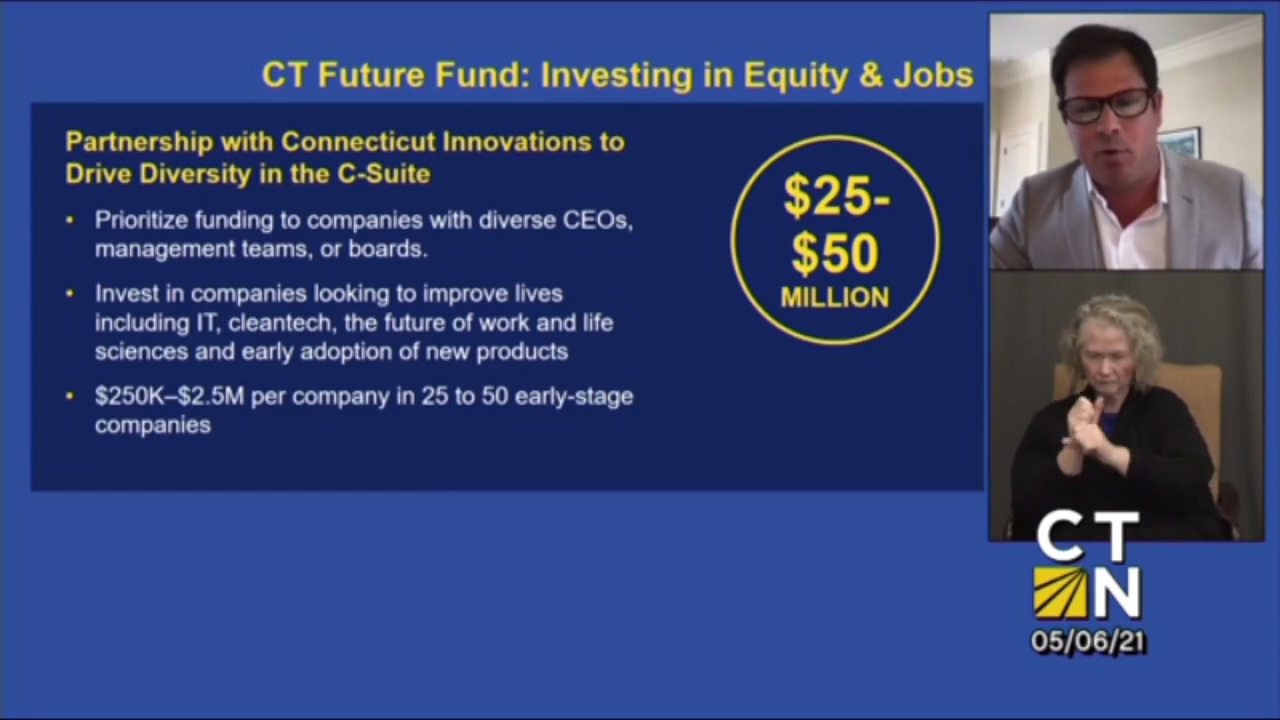 CT Future Fund: Investing in Equity & Jobs
Partnership with Connecticut Innovations to
Drive Diversity in the C-Suite
• Prioritize funding to companies with diverse CEOs,
management teams, or boards.
• Invest in companies looking to improve lives
including IT, cleantech, the future of work and life
sciences and early adoption of new products
• $250K–$2.5M per company in 25 to 50 early-stage
companies
$25-
$50
MILLION
CT
N
05/06/21